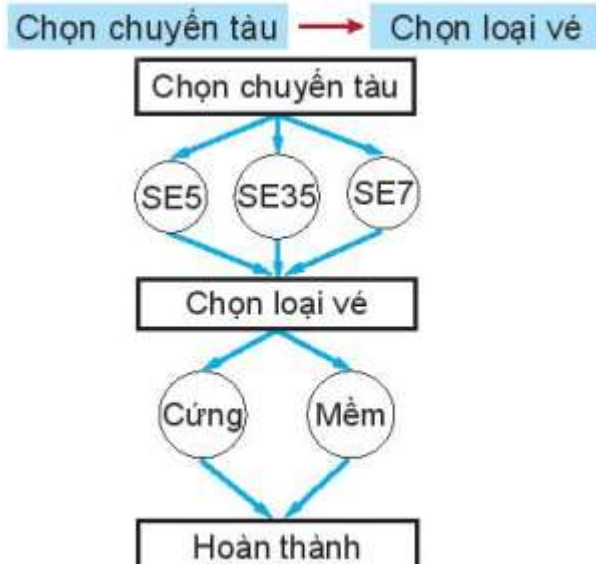 Chọn chuyến tàu Chọn loại vé
Chọn chuyến tàu
SE5 SE35 SE7
Chọn loại vé
Cứng Mềm
Hoàn thành